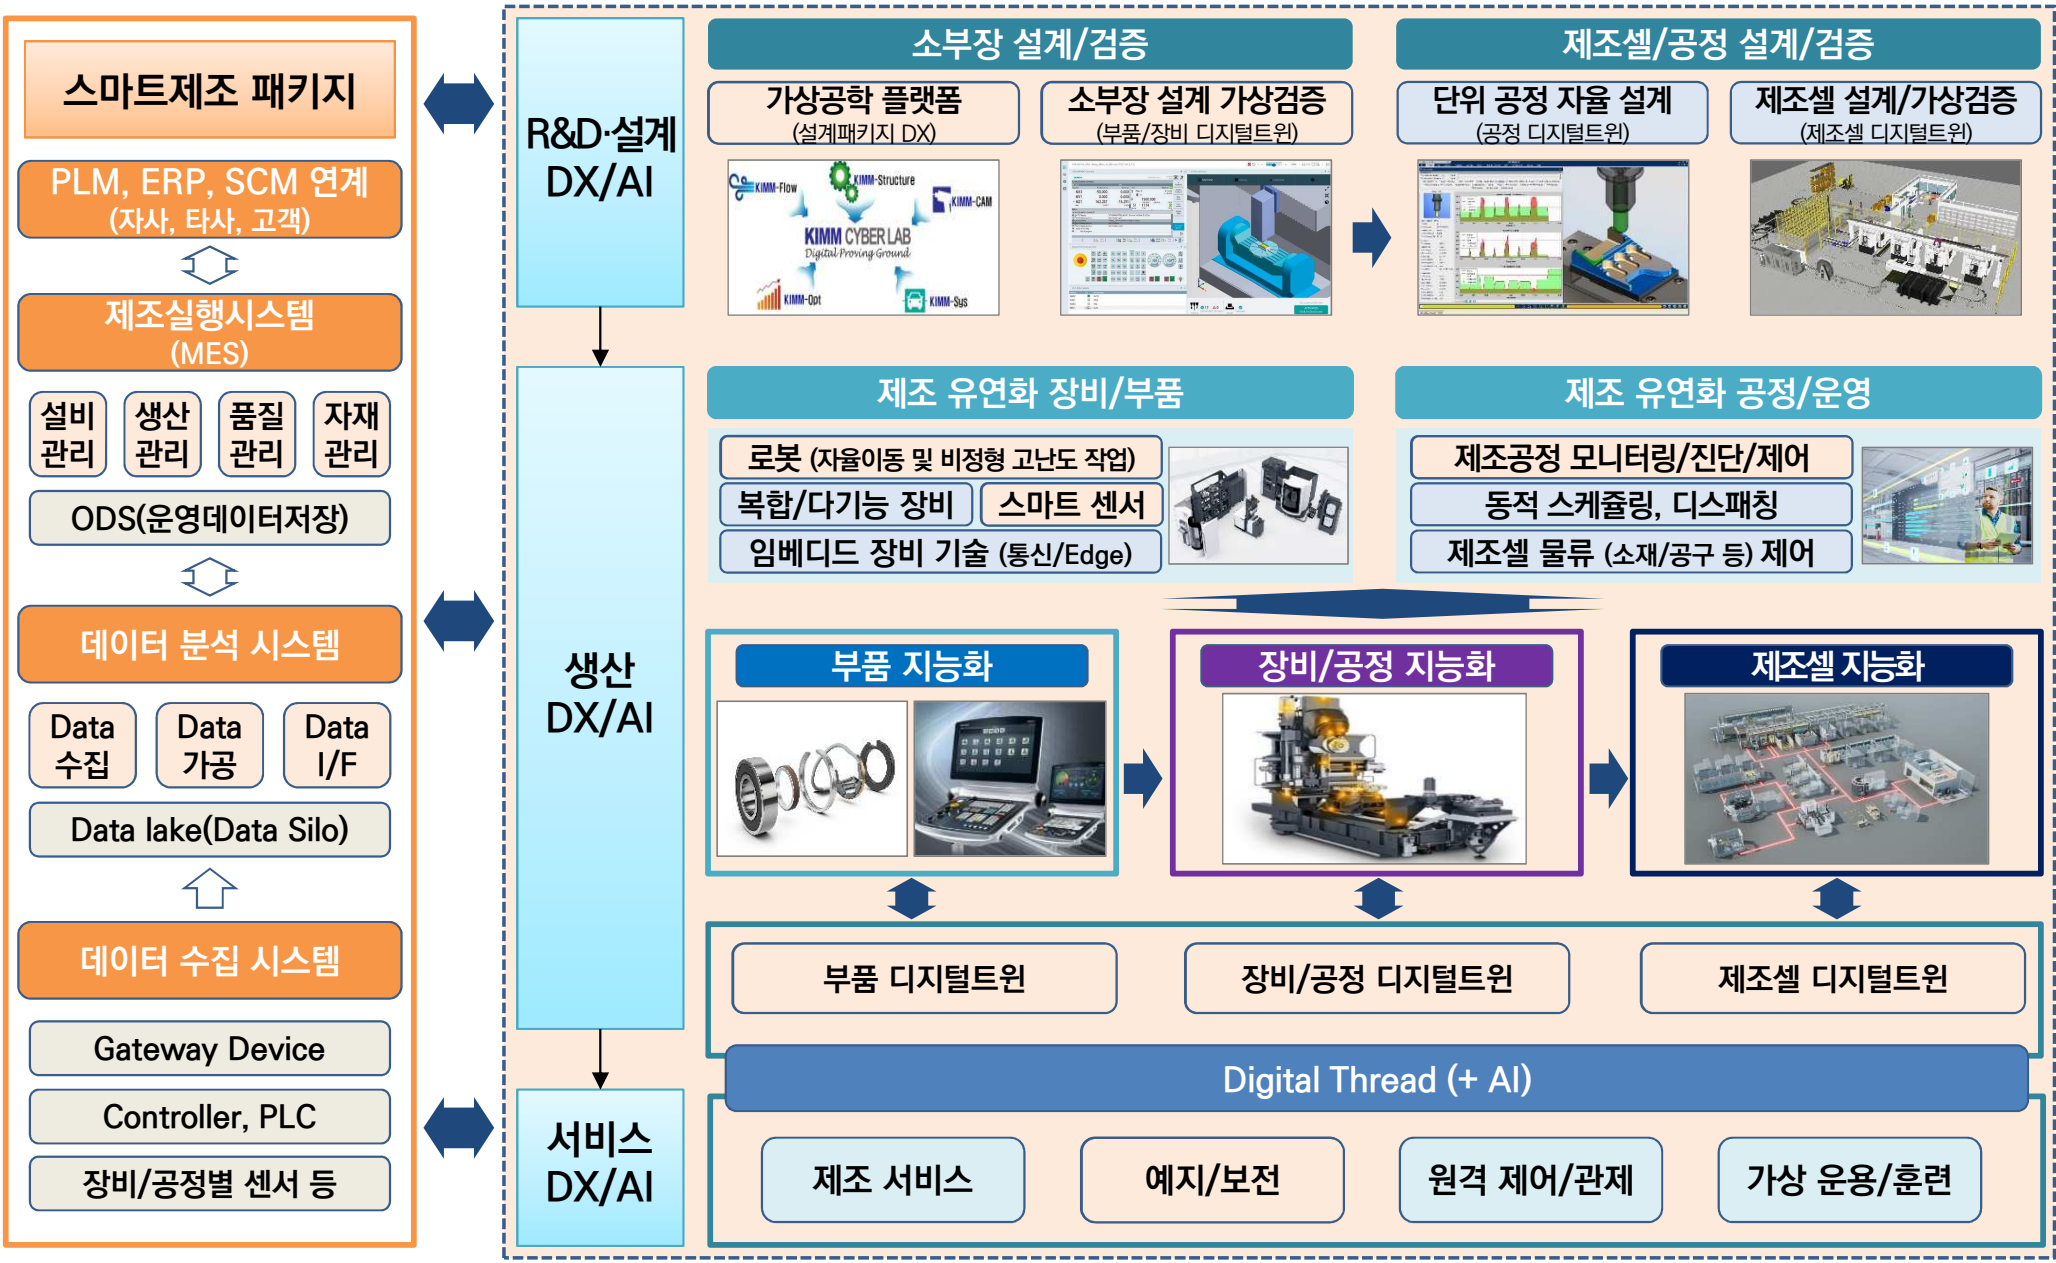 스마트제조 패키지
PLM, ERP, SCM 연계
(자사, 타사, 고객)
제조실행시스템
(MES)
설비
관리
생산
관리
품질
관리
자재
관리
ODS(운영데이터저장)
데이터 분석 시스템
Data
수집
Data
가공
Data
I/F
Data lake(Data Silo)
데이터 수집 시스템
Gateway Device
Controller, PLC
장비/공정별 센서 등
R&D·설계
DX/AI
소부장 설계/검증
가상공학 플랫폼
(설계패키지 DX)
소부장 설계 가상검증
(부품/장비 디지털트윈)
KIMM-Flow
KIMM-Structure
KIMM-CAM
KIMM CYBER LAB
Digital Proving Ground
KIMM-Opt
KIMM-Sys
제조셀/공정 설계/검증
단위 공정 자율 설계
(공정 디지털트윈)
제조셀 설계/가상검증
(제조셀 디지털트윈)
생산
DX/AI
제조 유연화 장비/부품
로봇 (자율이동 및 비정형 고난도 작업)
복합/다기능 장비
스마트 센서
임베디드 장비 기술 (통신/Edge)
제조 유연화 공정/운영
제조공정 모니터링/진단/제어
동적 스케쥴링, 디스패칭
제조셀 물류 (소재/공구 등) 제어
부품 지능화
장비/공정 지능화
제조셀 지능화
부품 디지털트윈
장비/공정 디지털트윈
제조셀 디지털트윈
Digital Thread (+ AI)
서비스
DX/AI
제조 서비스
예지/보전
원격 제어/관제
가상 운용/훈련